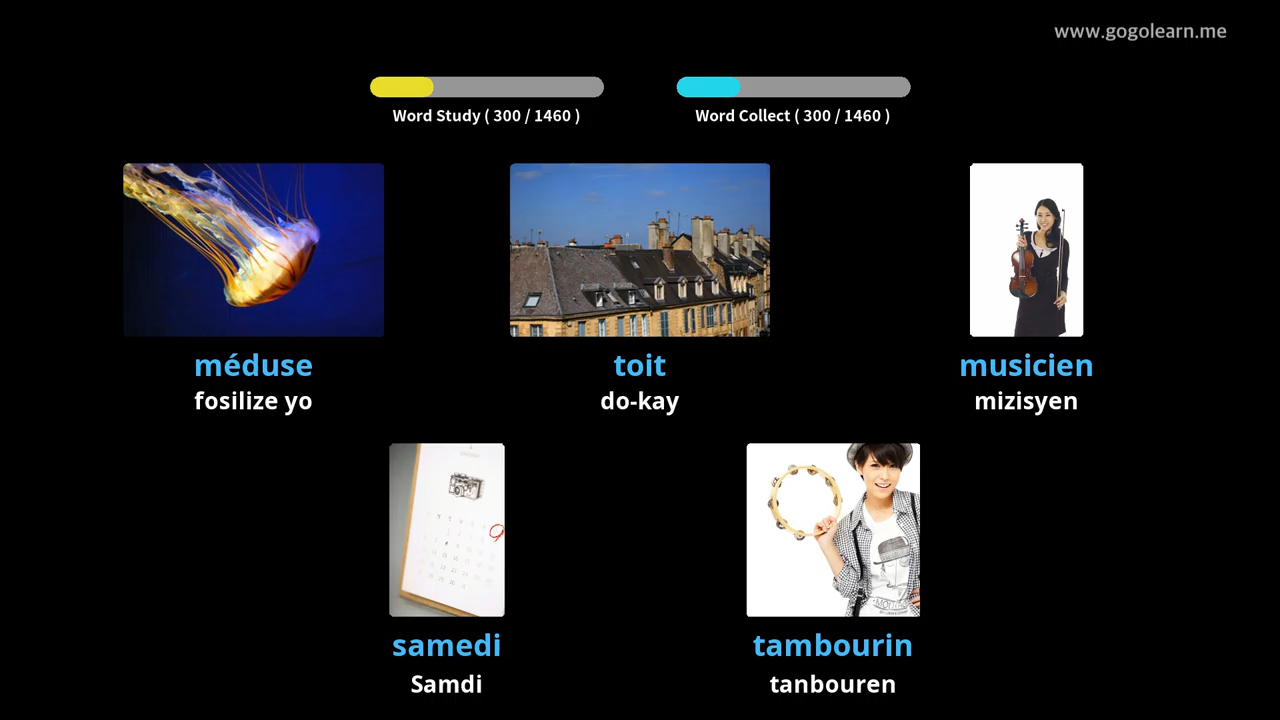 www.gogolearn.me
Word Study ( 300 / 1460 )
Word Collect ( 300 / 1460 )
méduse
fosilize yo
toit
do-kay
musicien
mizisyen
samedi
Samdi
tambourin
tanbouren